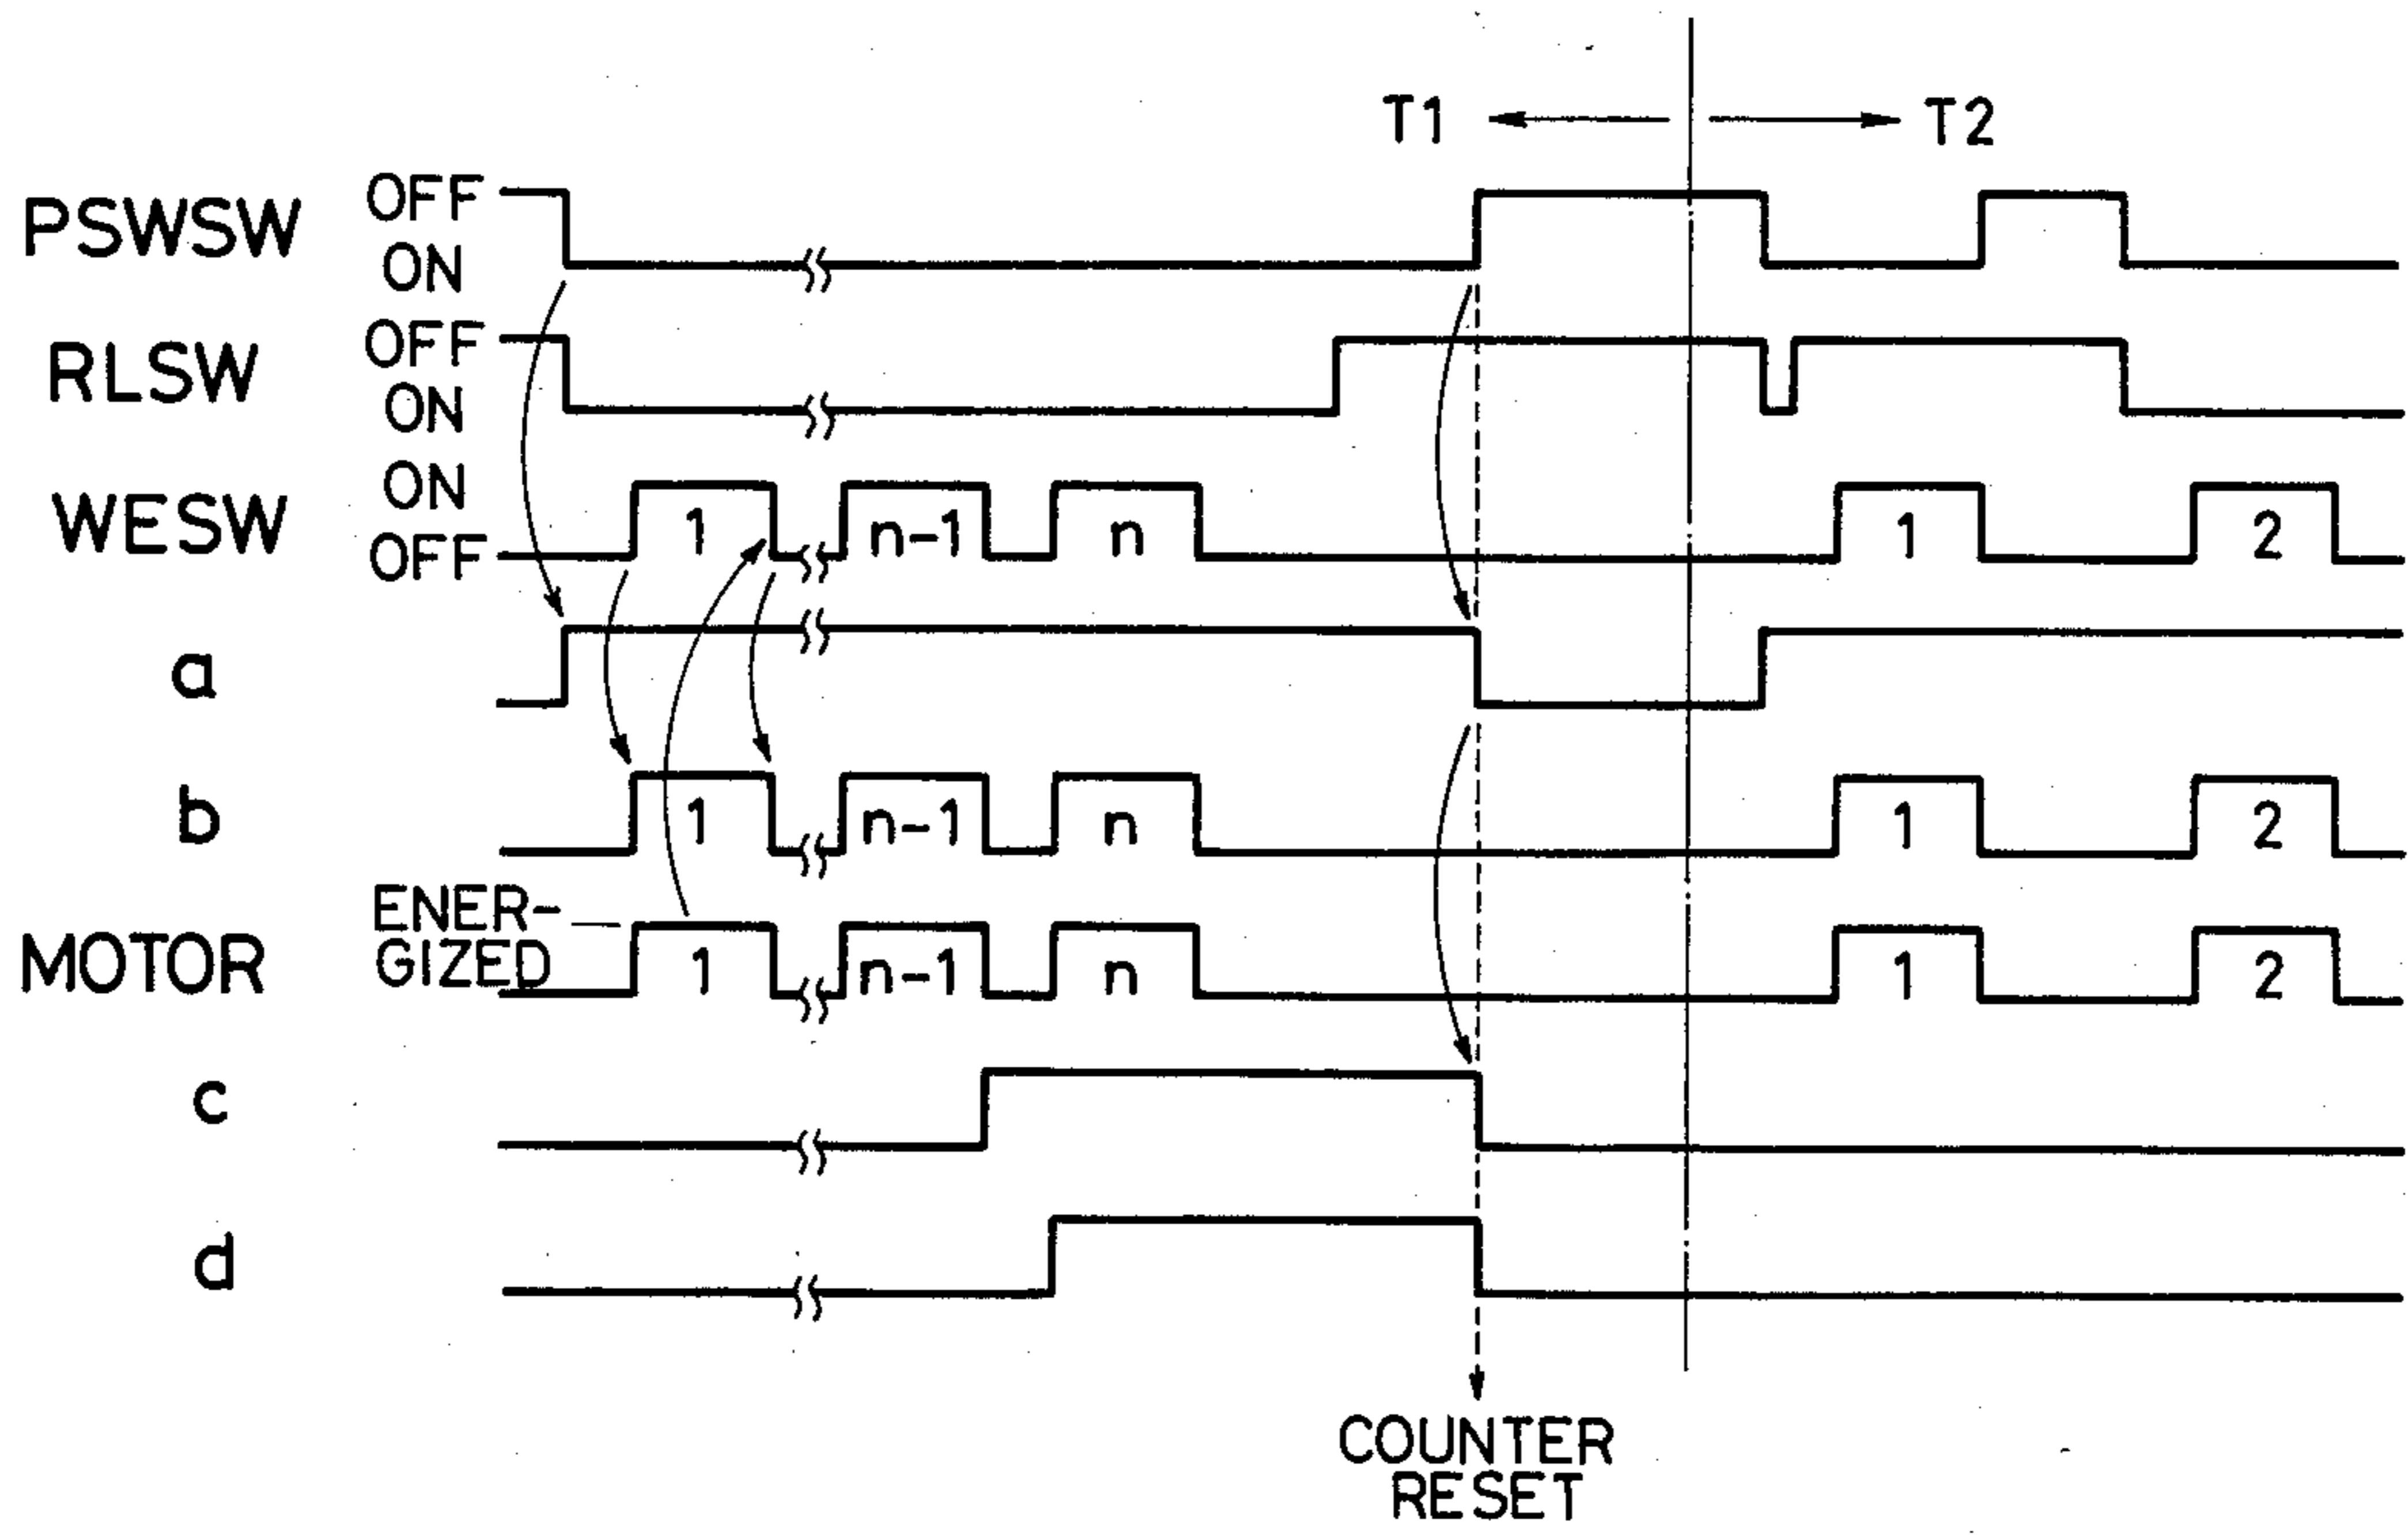 T1 T2
PSWSW OFF
ON
RLSW OFF
ON
WESW ON
OFF
1 n-1 n 1 2
a
b 1 n-1 n 1 2
MOTOR ENER-
GIZED
1 n-1 n 1 2
c
d
COUNTER
RESET